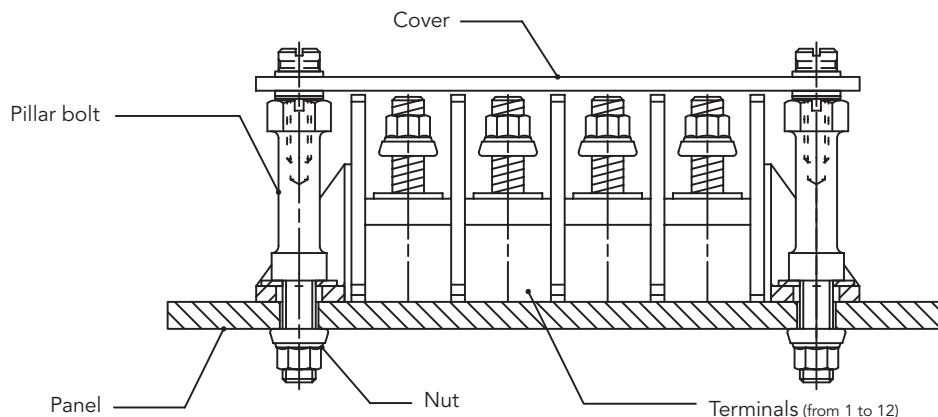 Cover
Pillar bolt
Panel
Nut
Terminals (from 1 to 12)